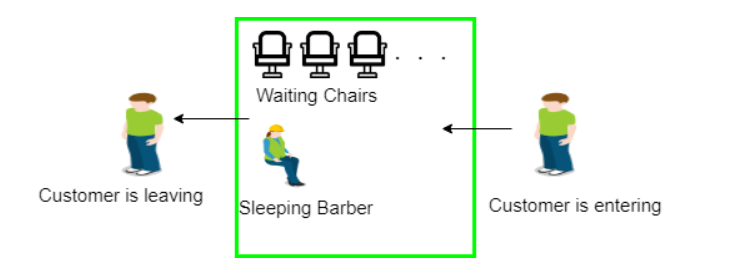 Waiting Chairs
Customer is leaving
Sleeping Barber
Customer is entering